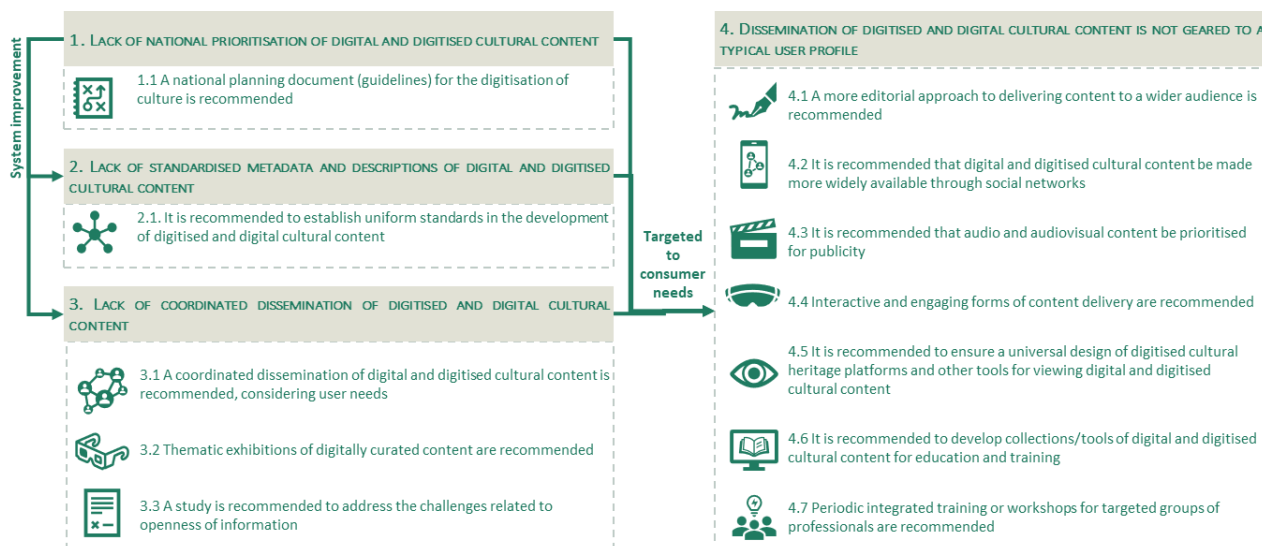 System improvement
1. LACK OF NATIONAL PRIORITISATION OF DIGITAL AND DIGITISED CULTURAL CONTENT
1.1 A national planning document (guidelines) for the digitisation of
culture is recommended
2. LACK OF STANDARDISED METADATA AND DESCRIPTIONS OF DIGITAL AND DIGITISED
CULTURAL CONTENT
2.1. It is recommended to establish uniform standards in the development
of digitised and digital cultural content
3. LACK OF COORDINATED DISSEMINATION OF DIGITISED AND DIGITAL CULTURAL
CONTENT
3.1 A coordinated dissemination of digital and digitised cultural content is
recommended, considering user needs
3.2 Thematic exhibitions of digitally curated content are recommended
3.3 A study is recommended to address the challenges related to
openness of information
Targeted
to
consumer
needs
4. DISSEMINATION OF DIGITISED AND DIGITAL CULTURAL CONTENT IS NOT GEARED TO A
TYPICAL USER PROFILE
4.1 A more editorial approach to delivering content to a wider audience is
recommended
4.2 It is recommended that digital and digitised cultural content be made
more widely available through social networks
4.3 It is recommended that audio and audiovisual content be prioritised
for publicity
4.4 Interactive and engaging forms of content delivery are recommended
4.5 It is recommended to ensure a universal design of digitised cultural
heritage platforms and other tools for viewing digital and digitised
cultural content
4.6 It is recommended to develop collections/tools of digital and digitised
cultural content for education and training
4.7 Periodic integrated training or workshops for targeted groups of
professionals are recommended